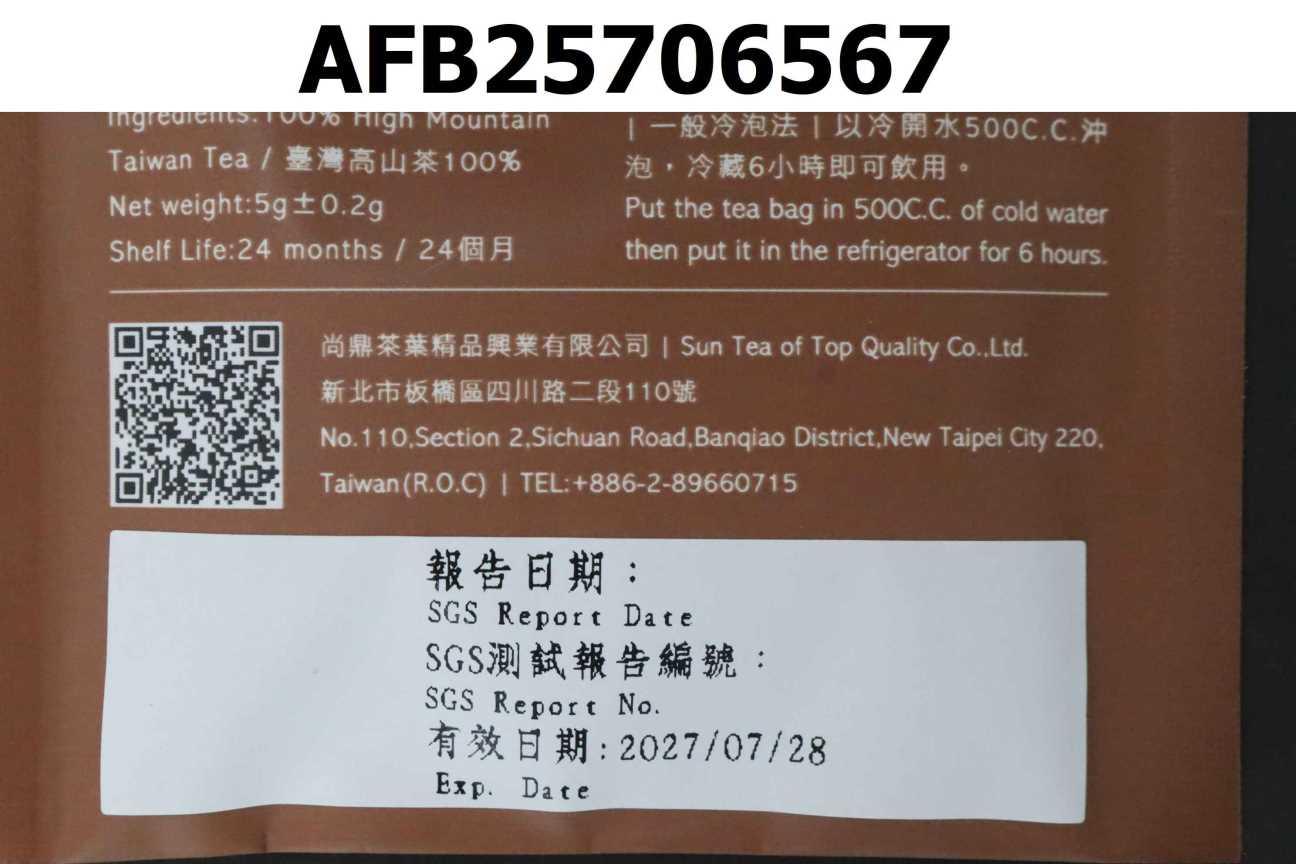 AFB25706567
Ingredients:100% High Mountain
Taiwan Tea / 臺灣高山茶100%
Net weight:5g±0.2g
Shelf Life:24 months / 24個月
| 一般冷泡法 | 以冷開水500C.C.沖
泡，冷藏6小時即可飲用。
Put the tea bag in 500C.C. of cold water
then put it in the refrigerator for 6 hours.
尚鼎茶葉精品興業有限公司 | Sun Tea of Top Quality Co.,Ltd.
新北市板橋區四川路二段110號
No.110,Section 2,Sichuan Road,Banqiao District,New Taipei City 220,
Taiwan(R.O.C) | TEL:+886-2-89660715
報告日期：
SGS Report Date
SGS測試報告編號：
SGS Report No.
有效日期:2027/07/28
Exp. Date